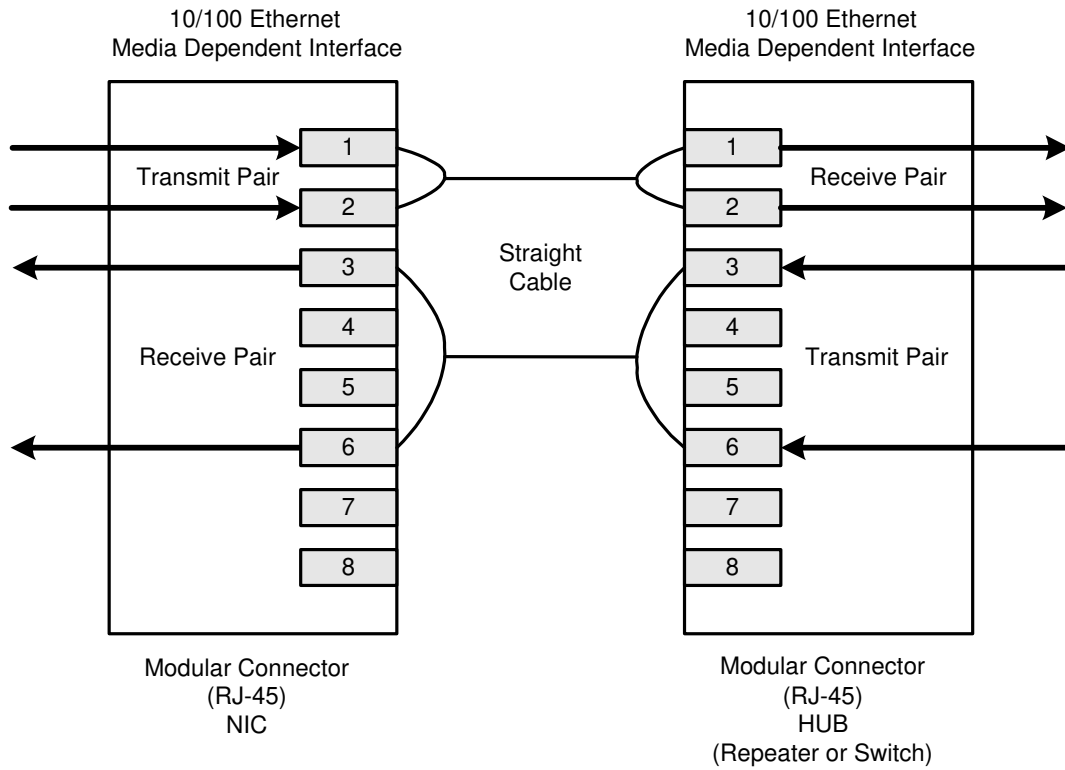 10/100 Ethernet
Media Dependent Interface
10/100 Ethernet
Media Dependent Interface
1
Transmit Pair
2
3
4
Receive Pair
5
6
7
8
Straight
Cable
1
Receive Pair
2
3
4
Transmit Pair
5
6
7
8
Modular Connector
(RJ-45)
NIC
Modular Connector
(RJ-45)
HUB
(Repeater or Switch)